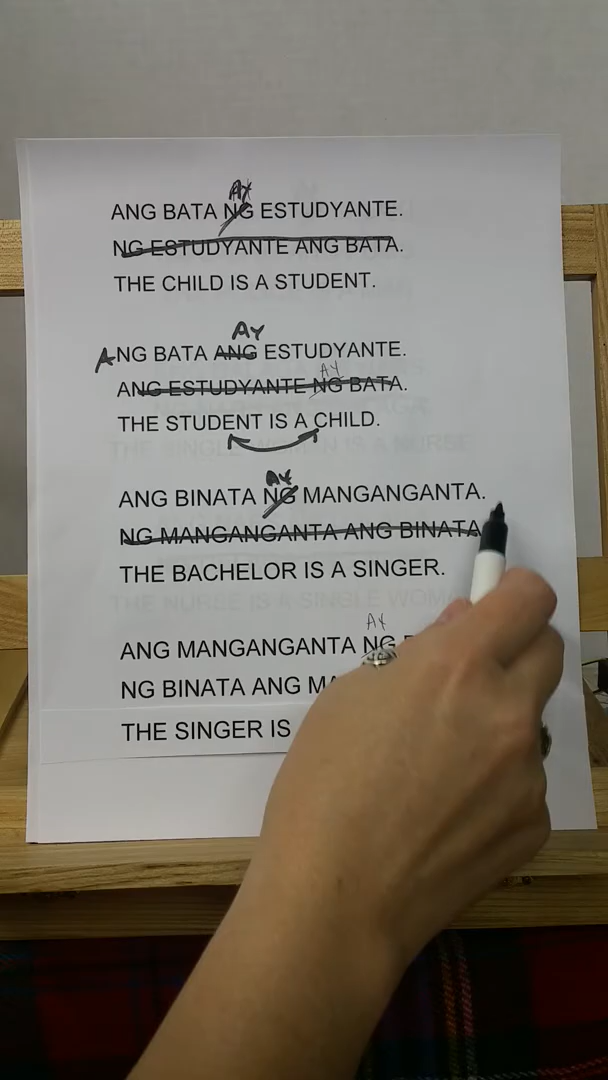 AY
ANG BATA NG ESTUDYANTE.
NG ESTUDYANTE ANG BATA.
THE CHILD IS A STUDENT.
AY
ANG BATA ANG ESTUDYANTE.
AY
ANG ESTUDYANTE NG BATA.
THE STUDENT IS A CHILD.
AY
ANG BINATA NG MANGANGANTA.
NG MANGANGANTA ANG BINATA
THE BACHELOR IS A SINGER.
AY
ANG MANGANGANTA NG
NG BINATA ANG
THE SINGER IS